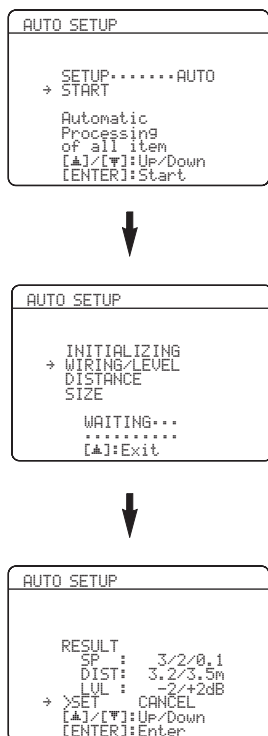 AUTO SETUP
SETUP·······AUTO
→ START
Automatic
Processing
of all item
[▲]/[▼]:Up/Down
[ENTER]:Start
AUTO SETUP
INITIALIZING
→ WIRING/LEVEL
DISTANCE
SIZE
WAITING···
··········
[▲]:Exit
AUTO SETUP
RESULT
SP : 3/2/0.1
DIST: 3.2/3.5m
LVL : -2/+2dB
→ >SET CANCEL
[▲]/[▼]:Up/Down
[ENTER]:Enter